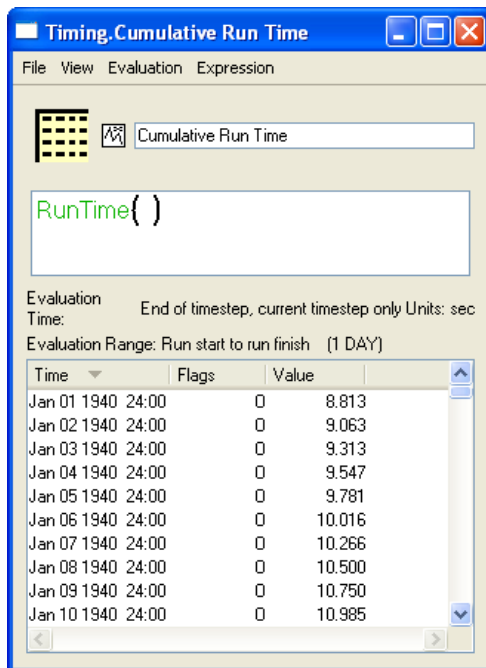 Timing.Cumulative Run Time
File View Evaluation Expression
Cumulative Run Time
RunTime( )
Evaluation Time: End of timestep, current timestep only Units: sec
Evaluation Range: Run start to run finish (1 DAY)
Time Flags Value
Jan 01 1940 24:00 0 8.813
Jan 02 1940 24:00 0 9.063
Jan 03 1940 24:00 0 9.313
Jan 04 1940 24:00 0 9.547
Jan 05 1940 24:00 0 9.781
Jan 06 1940 24:00 0 10.016
Jan 07 1940 24:00 0 10.266
Jan 08 1940 24:00 0 10.500
Jan 09 1940 24:00 0 10.750
Jan 10 1940 24:00 0 10.985